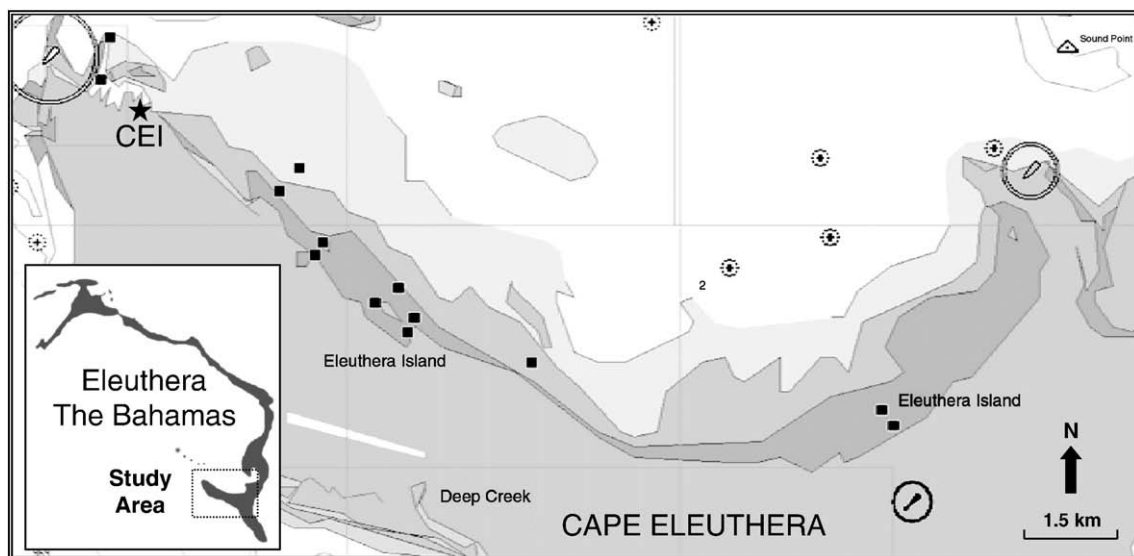 Sound Point
CEI
2
Eleuthera Island
Eleuthera Island
Eleuthera
The Bahamas
Study
Area
Deep Creek
CAPE ELEUTHERA
N
1.5 km